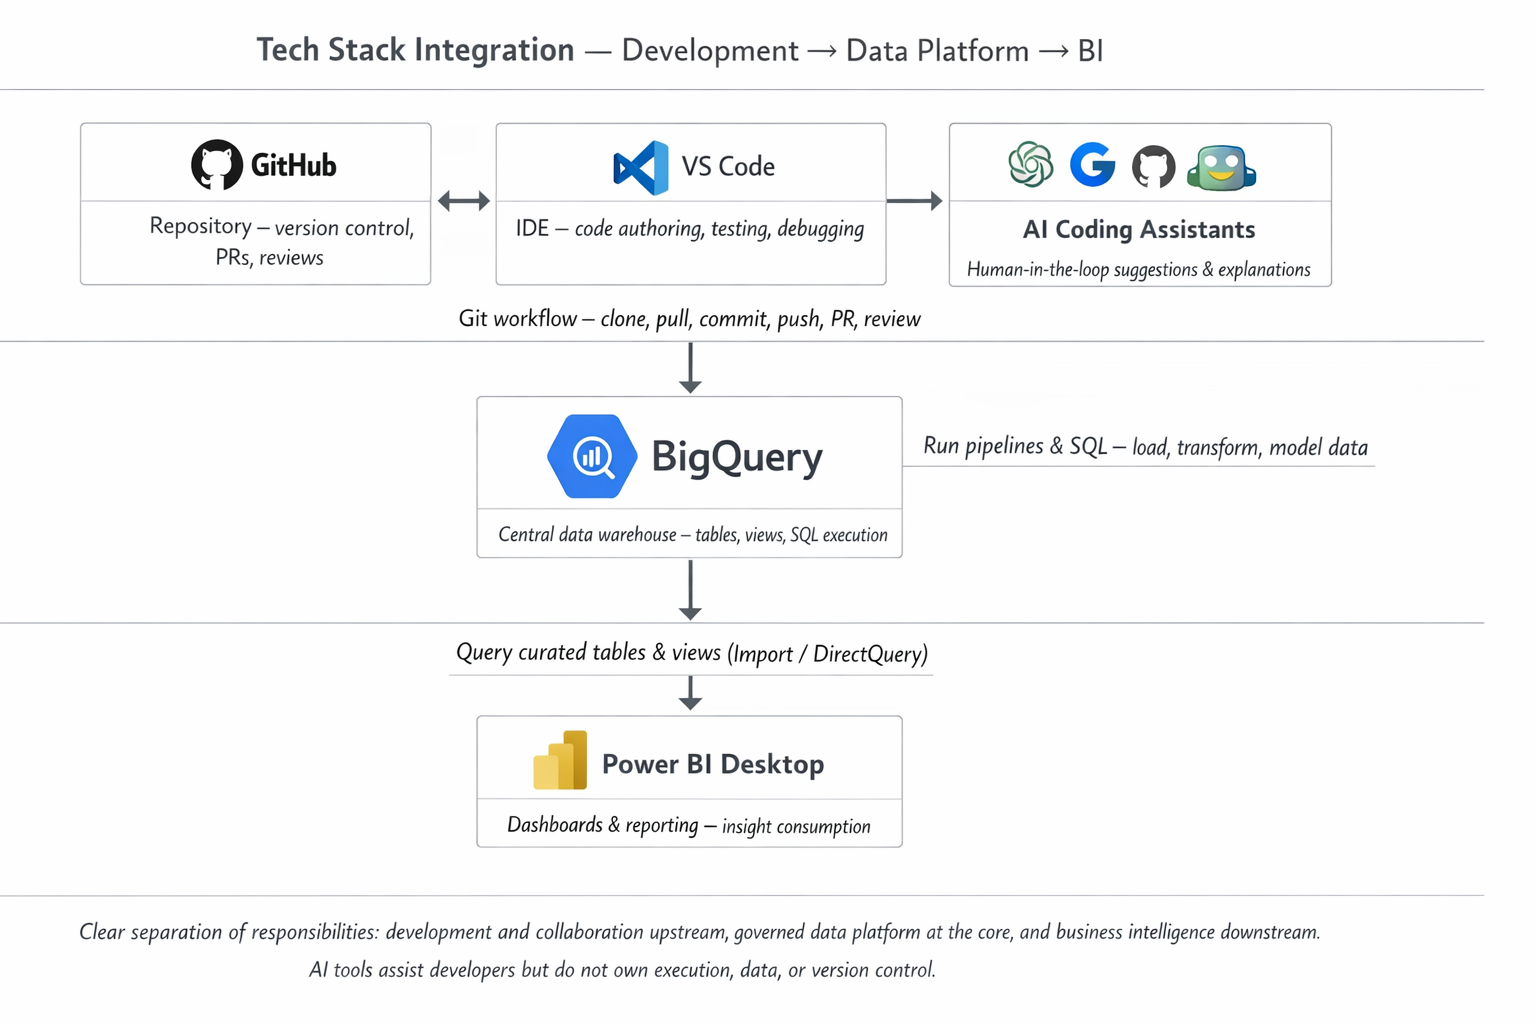 Tech Stack Integration — Development → Data Platform → BI
GitHub
Repository – version control,
PRs, reviews
VS Code
IDE – code authoring, testing, debugging
AI Coding Assistants
Human-in-the-loop suggestions & explanations
Git workflow – clone, pull, commit, push, PR, review
BigQuery
Central data warehouse – tables, views, SQL execution
Run pipelines & SQL – load, transform, model data
Query curated tables & views (Import / DirectQuery)
Power BI Desktop
Dashboards & reporting – insight consumption
Clear separation of responsibilities: development and collaboration upstream, governed data platform at the core, and business intelligence downstream.
AI tools assist developers but do not own execution, data, or version control.